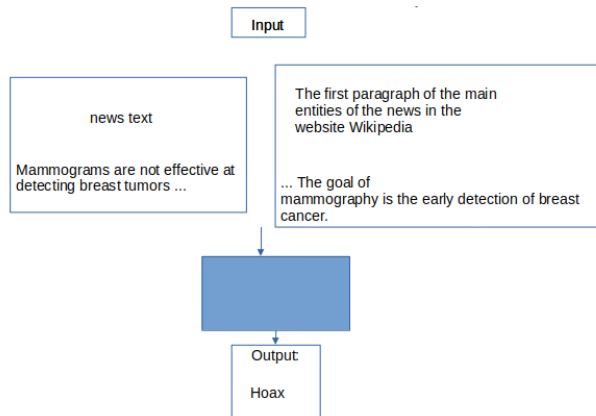 Input
news text
Mammograms are not effective at
detecting breast tumors ...
The first paragraph of the main
entities of the news in the
website Wikipedia
... The goal of
mammography is the early detection of breast
cancer.
Output:
Hoax